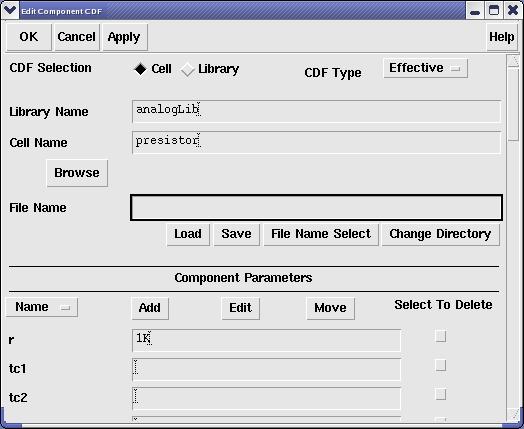 Edit Component CDF
OK Cancel Apply Help
CDF Selection Cell Library CDF Type Effective
Library Name analogLib
Cell Name presistor
Browse
File Name
Load Save File Name Select Change Directory
Component Parameters
Name Add Edit Move Select To Delete
r 1K
tc1
tc2